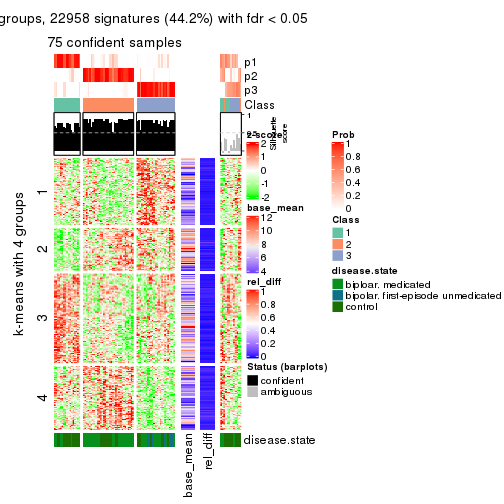 groups, 22958 signatures (44.2%) with fdr < 0.05
75 confident samples
p1
p2
p3
Class
1
Silhouette
score
z-score
2
1
0
-1
-2
base_mean
12
10
8
6
4
rel_diff
1
0.8
0.6
0.4
0.2
0
Status (barplots)
confident
ambiguous
Prob
1
0.8
0.6
0.4
0.2
0
Class
1
2
3
disease.state
bipolar, medicated
bipolar, first-episode unmedicated
control
k-means with 4 groups
1
2
3
4
disease.state
base_mean
rel_diff